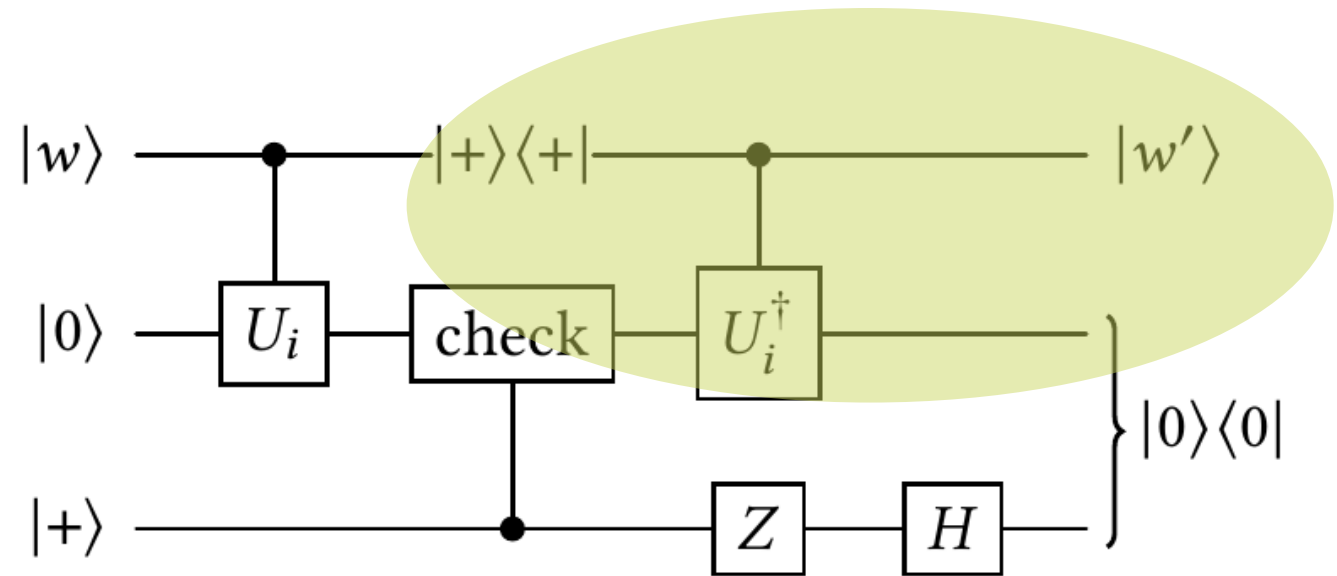 |w⟩ |+⟩⟨+| |w′⟩
|0⟩ U_i check U_i^† |0⟩⟨0|
|+⟩ Z H